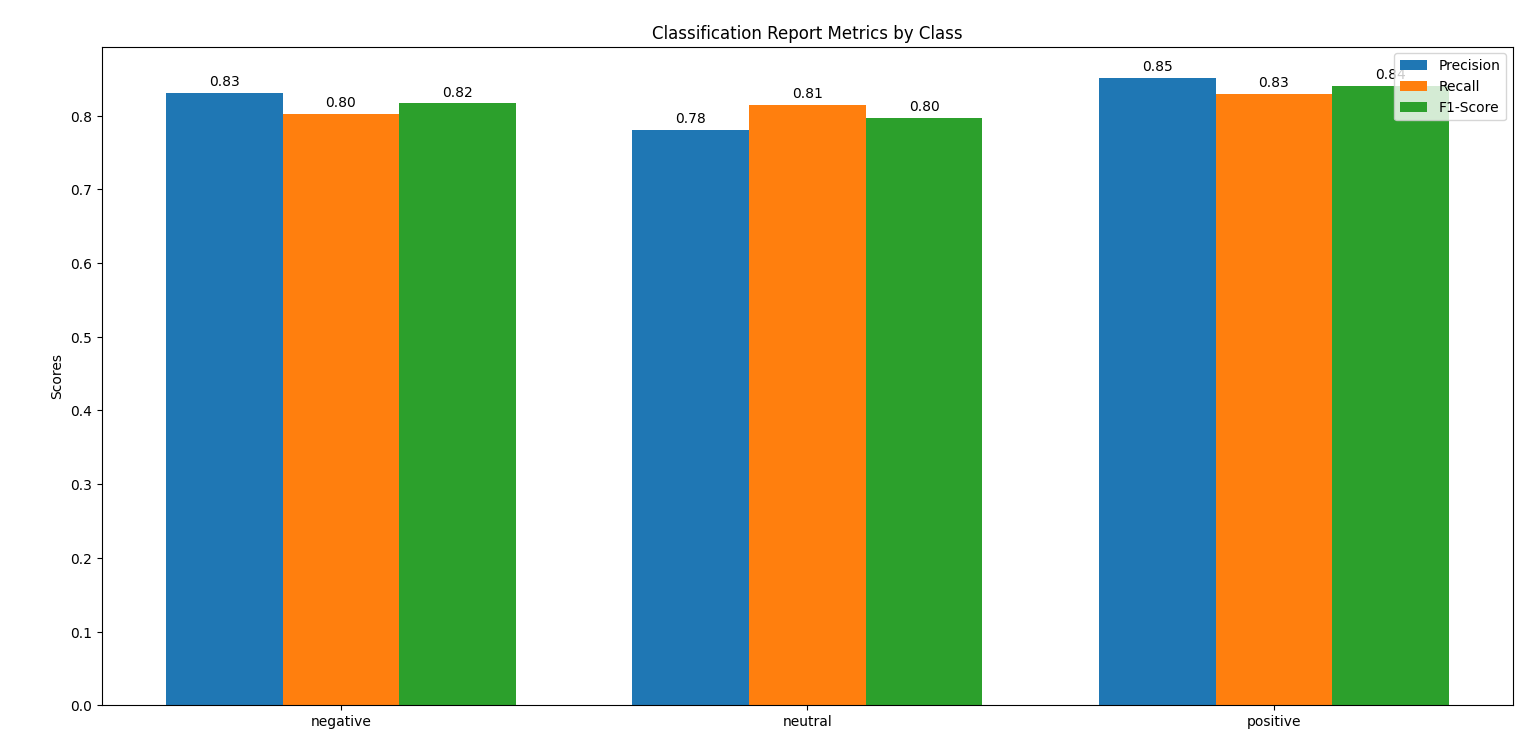 Classification Report Metrics by Class
Precision
Recall
F1-Score
0.83
0.80
0.82
0.78
0.81
0.80
0.85
0.83
0.84
Scores
0.8
0.7
0.6
0.5
0.4
0.3
0.2
0.1
0.0
negative
neutral
positive